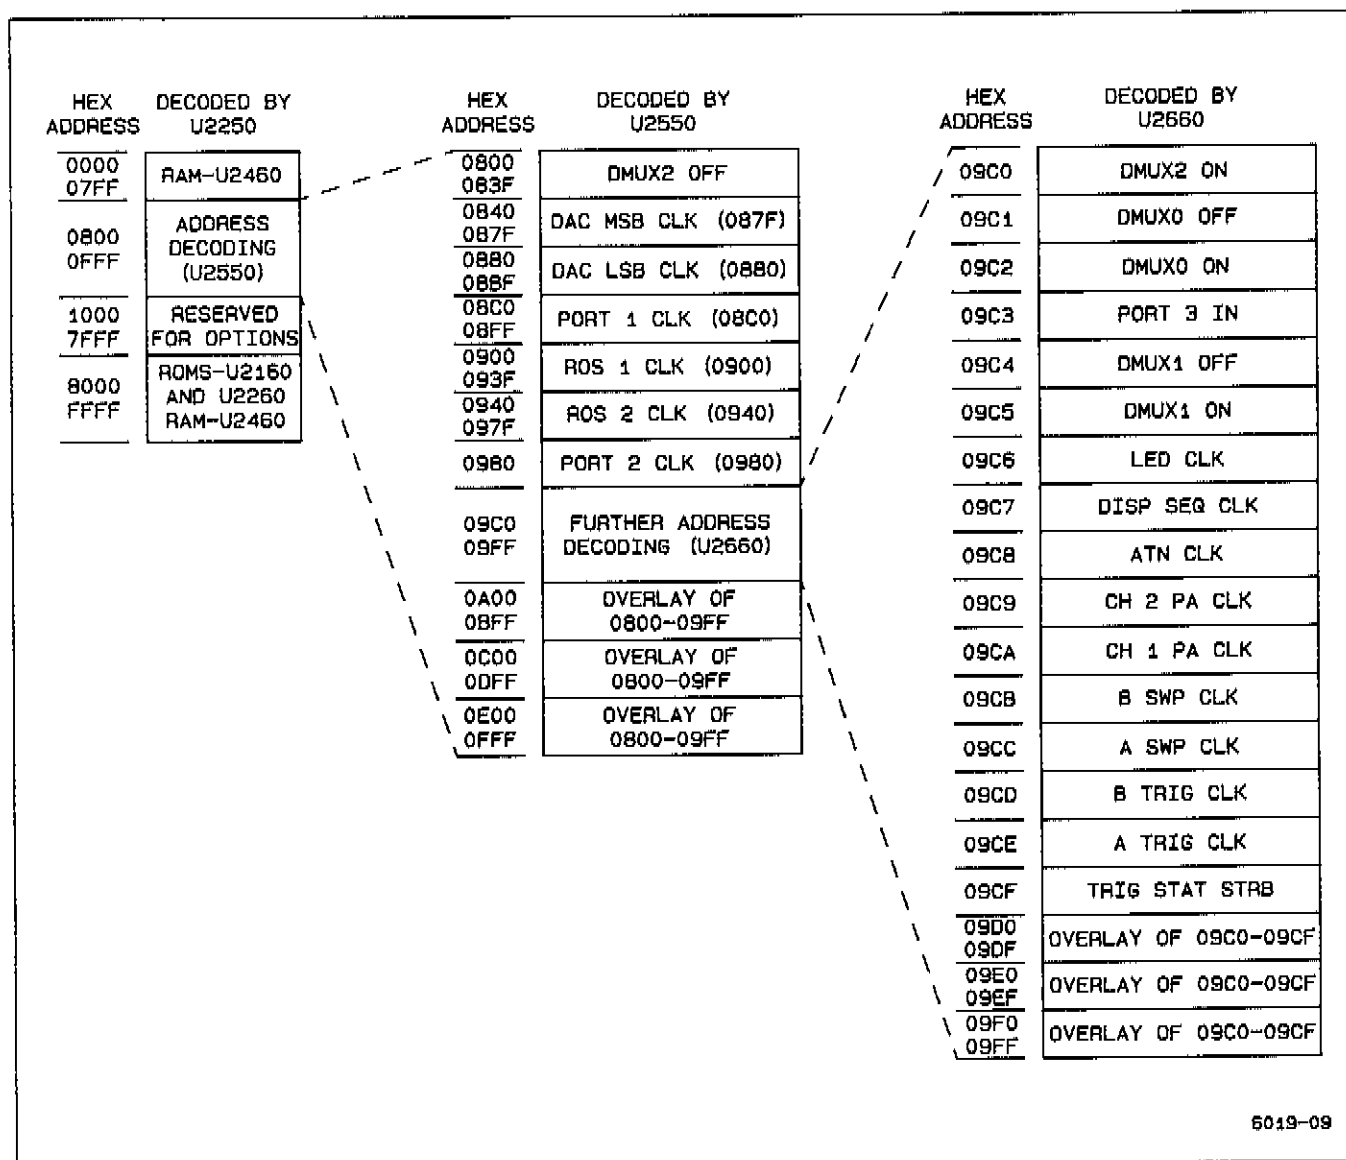 HEX ADDRESS
DECODED BY U2250
0000 07FF
RAM-U2460
0800 0FFF
ADDRESS DECODING (U2550)
1000 7FFF
RESERVED FOR OPTIONS
8000 FFFF
ROMS-U2160 AND U2260 RAM-U2460
HEX ADDRESS
DECODED BY U2550
0800 083F
DMUX2 OFF
0840 087F
DAC MSB CLK (087F)
0880 088F
DAC LSB CLK (0880)
08C0 08FF
PORT 1 CLK (08C0)
0900 093F
ROS 1 CLK (0900)
0940 097F
ROS 2 CLK (0940)
0980
PORT 2 CLK (0980)
09C0 09FF
FURTHER ADDRESS DECODING (U2660)
0A00 0BFF
OVERLAY OF 0800-09FF
0C00 0DFF
OVERLAY OF 0800-09FF
0E00 0FFF
OVERLAY OF 0800-09FF
HEX ADDRESS
DECODED BY U2660
09C0
DMUX2 ON
09C1
DMUX0 OFF
09C2
DMUX0 ON
09C3
PORT 3 IN
09C4
DMUX1 OFF
09C5
DMUX1 ON
09C6
LED CLK
09C7
DISP SEQ CLK
09C8
ATN CLK
09C9
CH 2 PA CLK
09CA
CH 1 PA CLK
09CB
B SWP CLK
09CC
A SWP CLK
09CD
B TRIG CLK
09CE
A TRIG CLK
09CF
TRIG STAT STRB
09D0 09DF
OVERLAY OF 09C0-09CF
09E0 09EF
OVERLAY OF 09C0-09CF
09F0 09FF
OVERLAY OF 09C0-09CF
6019-09